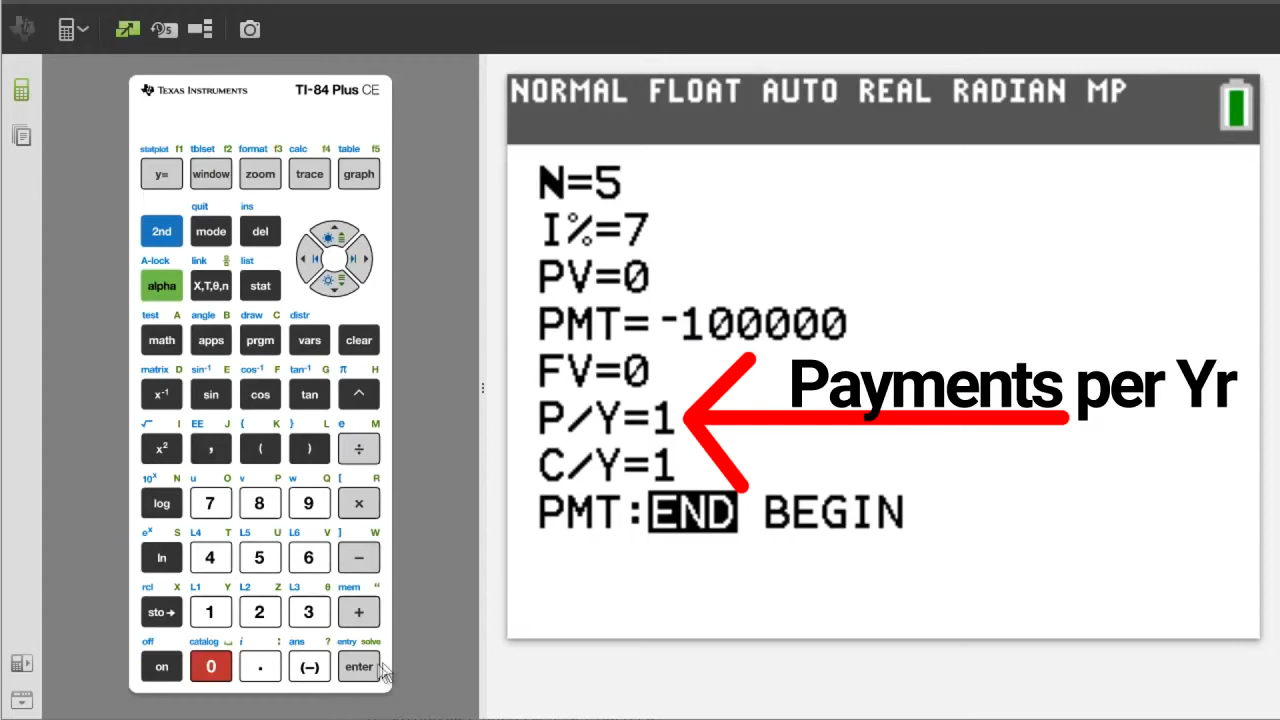 TEXAS INSTRUMENTS TI-84 Plus CE
statplot f1 tblset f2 format f3 calc f4 table f5
y= window zoom trace graph
quit ins
2nd mode del
A-lock link list
alpha X,T,θ,n stat
test A angle B draw C distr
math apps prgm vars clear
matrix D sin⁻¹ E cos⁻¹ F tan⁻¹ G π H
x⁻¹ sin cos tan ^
√ I EE J { K } L e M
x² , ( ) ÷
10ˣ N u O v P w Q [ R
log 7 8 9 ×
eˣ S L4 T L5 U L6 V ] W
ln 4 5 6 −
rcl X L1 Y L2 Z L3 θ mem "
sto→ 1 2 3 +
off catalog i : ans ? entry solve
on 0 . (−) enter
NORMAL FLOAT AUTO REAL RADIAN MP
N=5
I%=7
PV=0
PMT=-100000
FV=0
Payments per Yr
P/Y=1
C/Y=1
PMT:END BEGIN